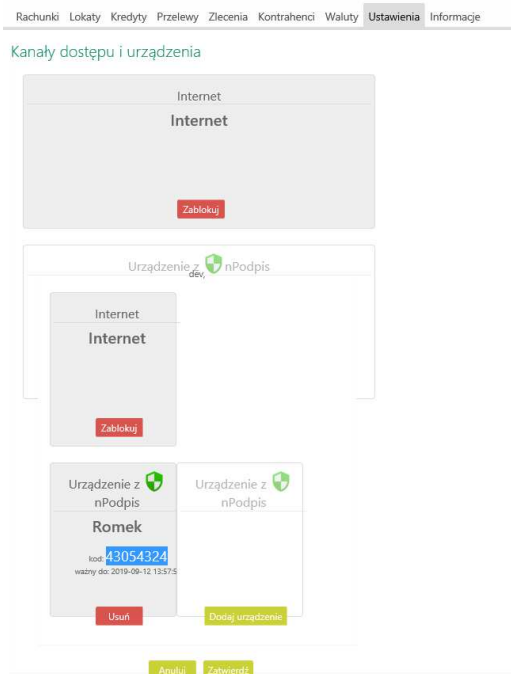 Rachunki Lokaty Kredyty Przelewy Zlecenia Kontrahenci Waluty Ustawienia Informacje
Kanały dostępu i urządzenia
Internet
Internet
Zablokuj
Urządzenie z nPodpis
dev,
Internet
Internet
Zablokuj
Urządzenie z
nPodpis
Romek
kod: 43054324
ważny do: 2019-09-12 13:57:5
Usuń
Urządzenie z
nPodpis
Dodaj urządzenie
Anuluj Zatwierdź